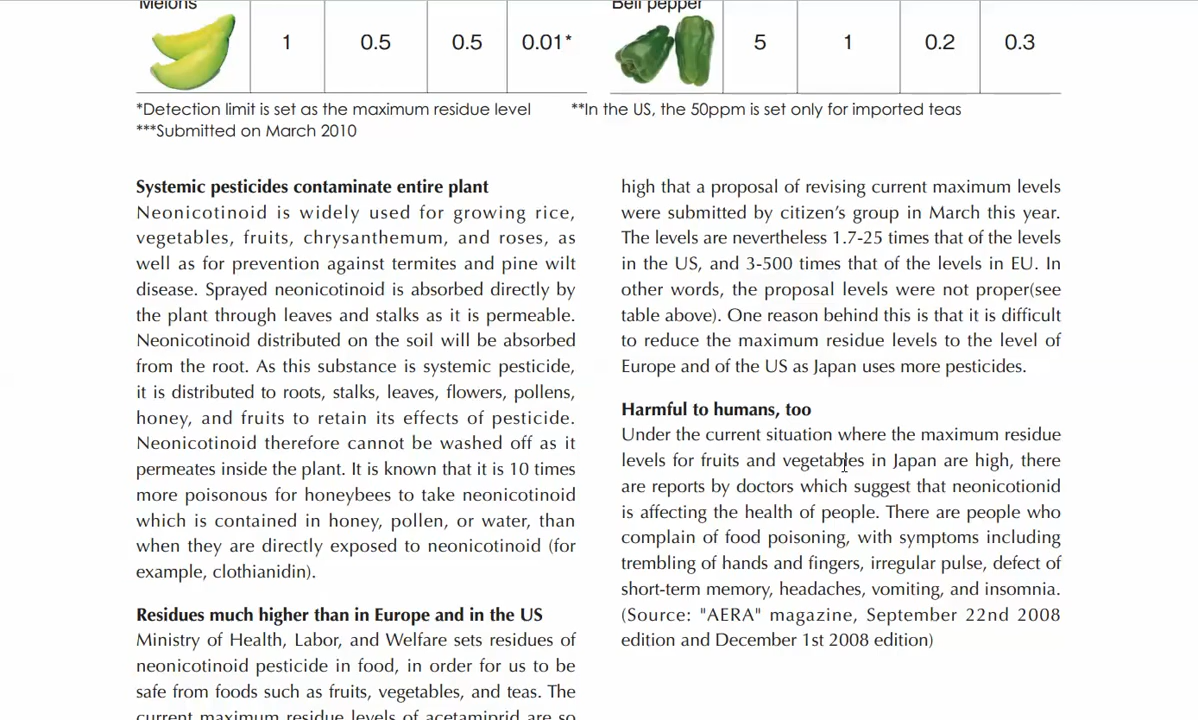 Melons
Bell pepper
1 0.5 0.5 0.01* 5 1 0.2 0.3
*Detection limit is set as the maximum residue level **In the US, the 50ppm is set only for imported teas
***Submitted on March 2010
Systemic pesticides contaminate entire plant
Neonicotinoid is widely used for growing rice,
vegetables, fruits, chrysanthemum, and roses, as
well as for prevention against termites and pine wilt
disease. Sprayed neonicotinoid is absorbed directly by
the plant through leaves and stalks as it is permeable.
Neonicotinoid distributed on the soil will be absorbed
from the root. As this substance is systemic pesticide,
it is distributed to roots, stalks, leaves, flowers, pollens,
honey, and fruits to retain its effects of pesticide.
Neonicotinoid therefore cannot be washed off as it
permeates inside the plant. It is known that it is 10 times
more poisonous for honeybees to take neonicotinoid
which is contained in honey, pollen, or water, than
when they are directly exposed to neonicotinoid (for
example, clothianidin).
Residues much higher than in Europe and in the US
Ministry of Health, Labor, and Welfare sets residues of
neonicotinoid pesticide in food, in order for us to be
safe from foods such as fruits, vegetables, and teas. The
current maximum residue levels of acetamiprid are so
high that a proposal of revising current maximum levels
were submitted by citizen's group in March this year.
The levels are nevertheless 1.7-25 times that of the levels
in the US, and 3-500 times that of the levels in EU. In
other words, the proposal levels were not proper(see
table above). One reason behind this is that it is difficult
to reduce the maximum residue levels to the level of
Europe and of the US as Japan uses more pesticides.
Harmful to humans, too
Under the current situation where the maximum residue
levels for fruits and vegetables in Japan are high, there
are reports by doctors which suggest that neonicotionid
is affecting the health of people. There are people who
complain of food poisoning, with symptoms including
trembling of hands and fingers, irregular pulse, defect of
short-term memory, headaches, vomiting, and insomnia.
(Source: "AERA" magazine, September 22nd 2008
edition and December 1st 2008 edition)